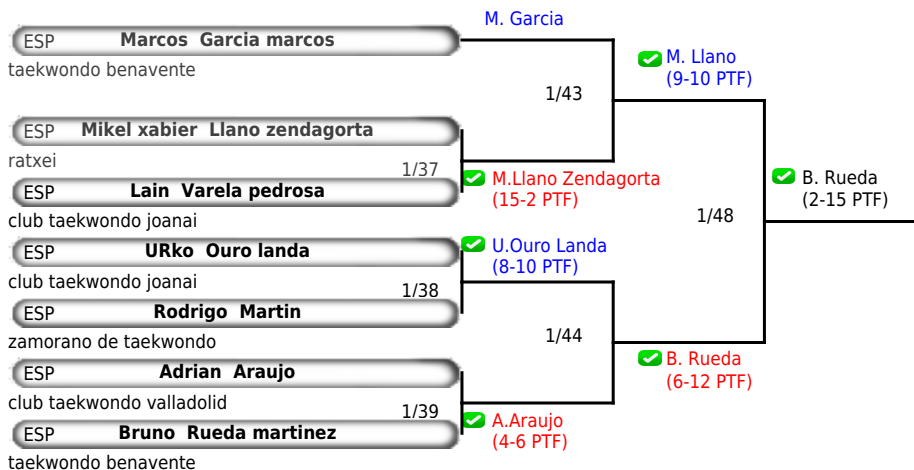 M. Garcia
ESP Marcos Garcia marcos
taekwondo benavente
M. Llano
(9-10 PTF)
1/43
ESP Mikel xabier Llano zendagorta
ratxei
1/37
ESP Lain Varela pedrosa
club taekwondo joanai
M.Llano Zendagorta
(15-2 PTF)
B. Rueda
(2-15 PTF)
1/48
ESP URko Ouro landa
club taekwondo joanai
U.Ouro Landa
(8-10 PTF)
1/38
ESP Rodrigo Martin
zamorano de taekwondo
1/44
B. Rueda
(6-12 PTF)
ESP Adrian Araujo
club taekwondo valladolid
1/39
ESP Bruno Rueda martinez
taekwondo benavente
A.Araujo
(4-6 PTF)